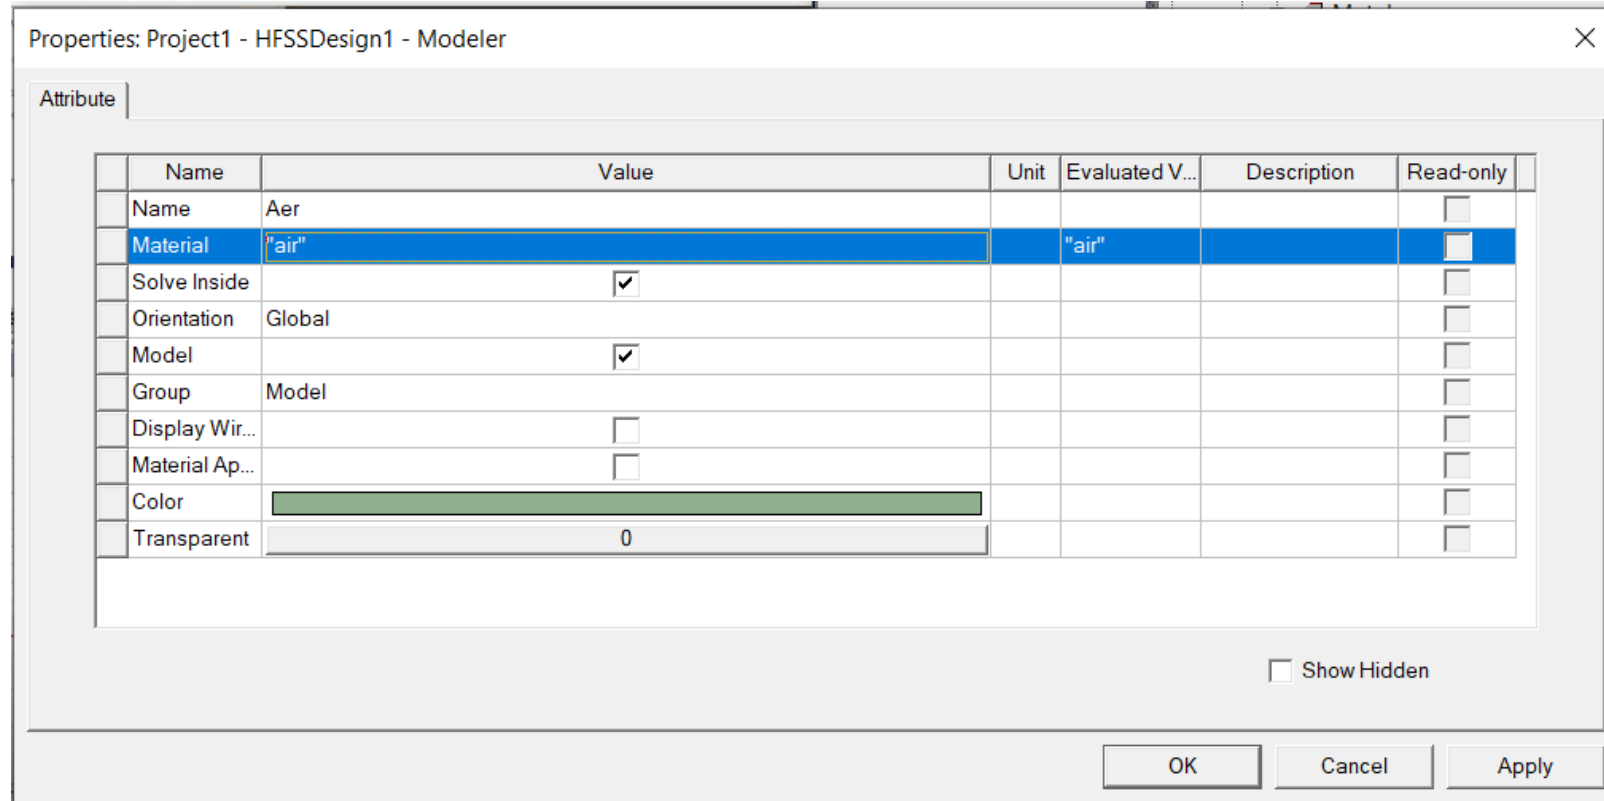 Properties: Project1 - HFSSDesign1 - Modeler
Attribute
Name Value Unit Evaluated V... Description Read-only
Name Aer
Material "air" "air"
Solve Inside
Orientation Global
Model
Group Model
Display Wir...
Material Ap...
Color
Transparent 0
Show Hidden
OK Cancel Apply